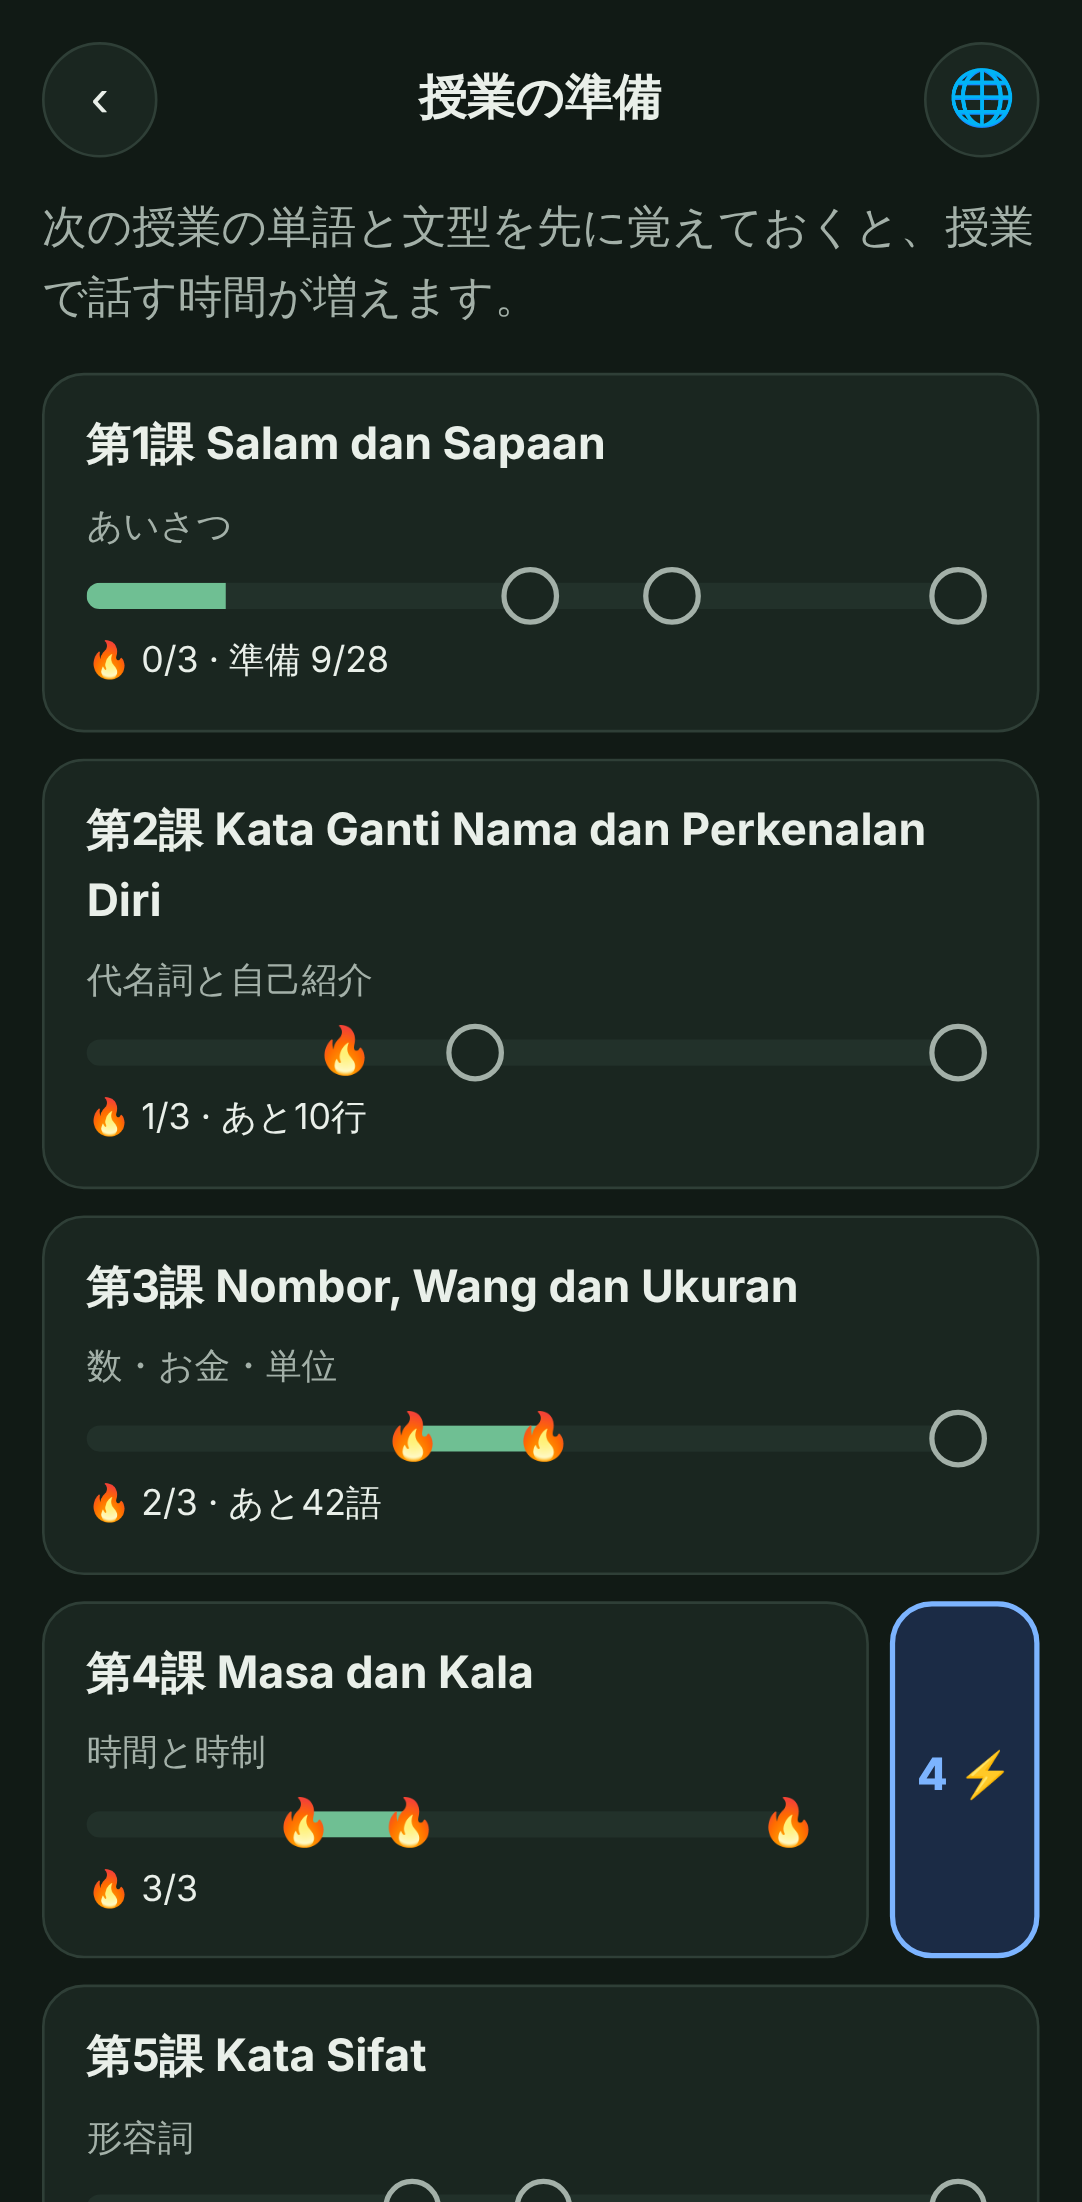 ‹ 授業の準備 🌐
次の授業の単語と文型を先に覚えておくと、授業
で話す時間が増えます。
第1課 Salam dan Sapaan
あいさつ
🔥 0/3 · 準備 9/28
第2課 Kata Ganti Nama dan Perkenalan
Diri
代名詞と自己紹介
🔥 1/3 · あと10行
第3課 Nombor, Wang dan Ukuran
数・お金・単位
🔥 2/3 · あと42語
第4課 Masa dan Kala
時間と時制
🔥 3/3
4 ⚡
第5課 Kata Sifat
形容詞